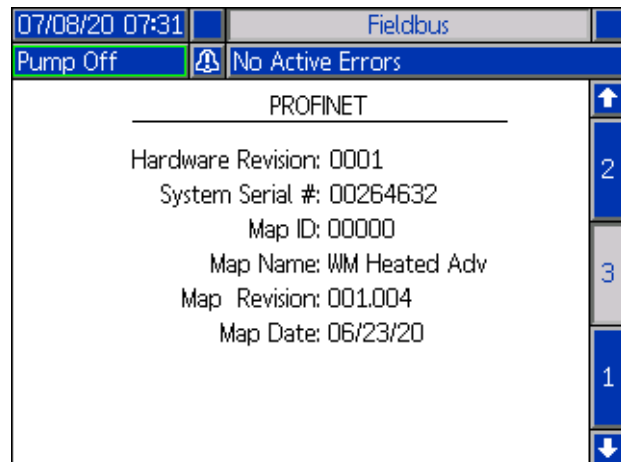 07/08/20 07:31 Fieldbus
Pump Off No Active Errors
PROFINET
Hardware Revision: 0001
System Serial #: 00264632
Map ID: 00000
Map Name: WM Heated Adv
Map Revision: 001.004
Map Date: 06/23/20
2
3
1